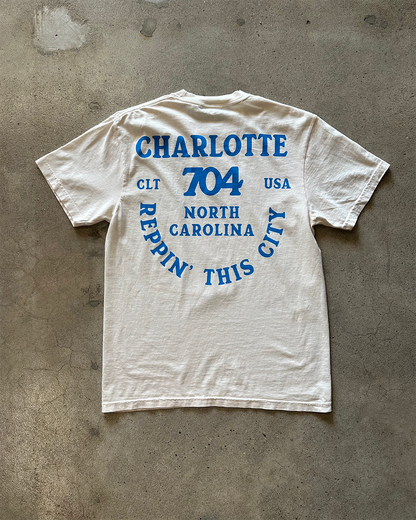 CHARLOTTE
CLT 704 USA
NORTH
CAROLINA
REPPIN' THIS CITY